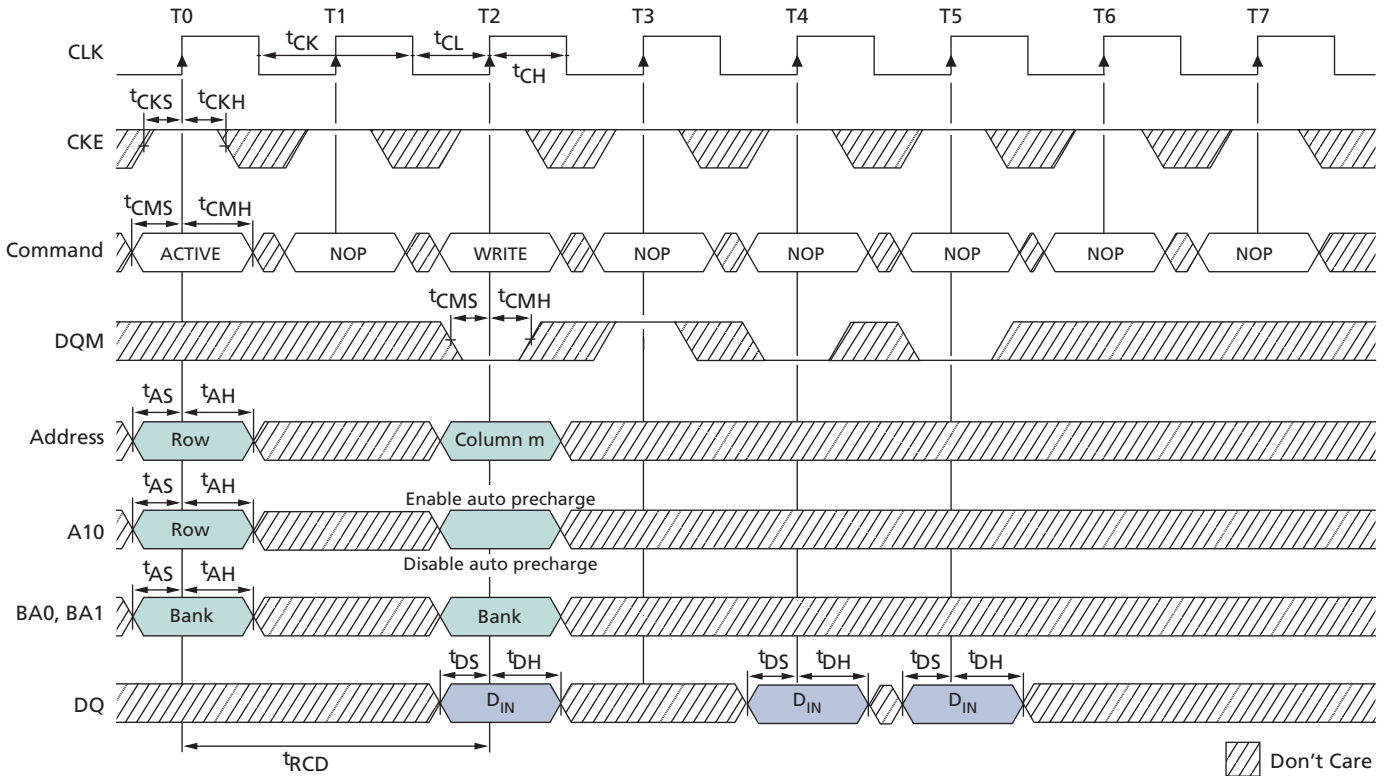 T0 T1 T2 T3 T4 T5 T6 T7
CLK tCK tCL
tCH
tCKS tCKH
CKE
tCMS tCMH
Command ACTIVE NOP WRITE NOP NOP NOP NOP NOP
tCMS tCMH
DQM
tAS tAH
Address Row Column m
tAS tAH Enable auto precharge
A10 Row
Disable auto precharge
tAS tAH
BA0, BA1 Bank Bank
tDS tDH tDS tDH tDS tDH
DQ DIN DIN DIN
tRCD
Don't Care